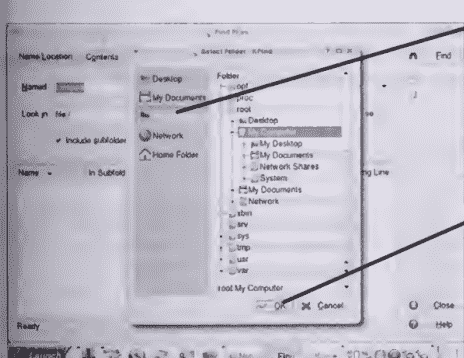 Find Files
Select Folder - KFind
Name/Location Contents
Find
Named
Look in file:/
Include subfolders
Name In Subfolder
Desktop
My Documents
Network
Home Folder
Folder
opt
proc
root
Desktop
My Computer
My Desktop
My Documents
Network Shares
System
My Documents
Network
sbin
srv
sys
tmp
usr
var
root My Computer
OK Cancel
Close
Ready
Help